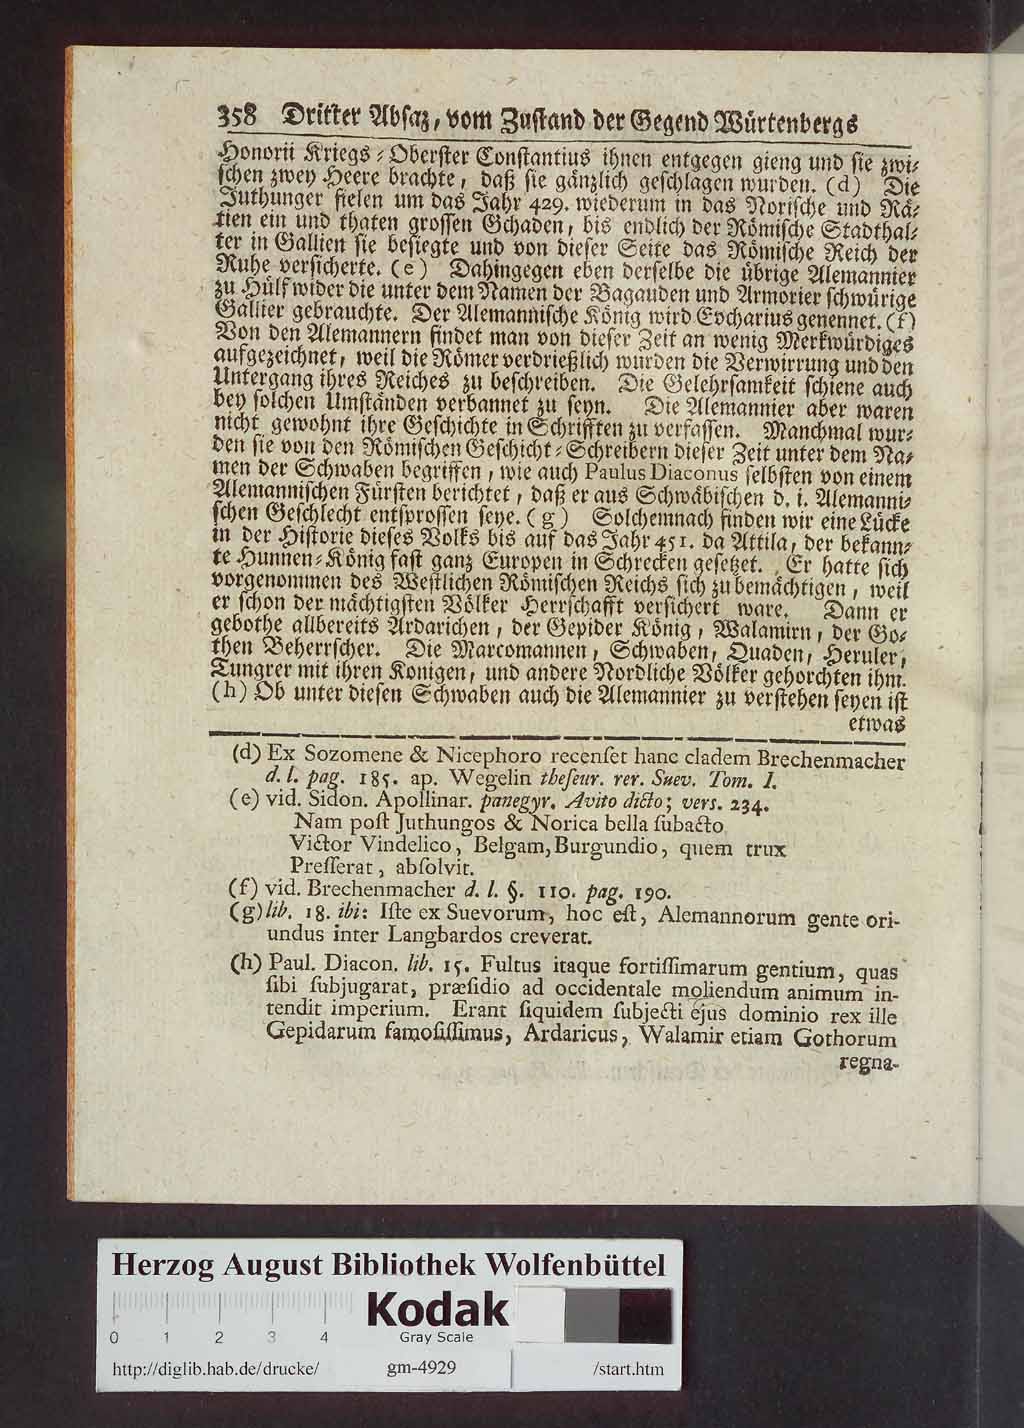 358 Dritter Absaz, vom Zustand der Gegend Würtenbergs
Honorii Kriegs-Oberster Constantius ihnen entgegen gieng und sie zwi-
schen zwey Heere brachte, daß sie gänzlich geschlagen wurden. (d) Die
Juthunger fielen um das Jahr 429. wiederum in das Norische und Rä-
tien ein und thaten grossen Schaden, bis endlich der Römische Stadthal-
ter in Gallien sie besiegte und von dieser Seite das Römische Reich der
Ruhe versicherte. (e) Dahingegen eben derselbe die übrige Alemannier
zu Hülf wider die unter dem Namen der Bagauden und Armorier schwürige
Gallier gebrauchte. Der Alemannische König wird Eocharius genennet. (f)
Von den Alemannern findet man von dieser Zeit an wenig Merkwürdiges
aufgezeichnet, weil die Römer verdrießlich wurden die Verwirrung und den
Untergang ihres Reiches zu beschreiben. Die Gelehrsamkeit schiene auch
bey solchen Umständen verbannet zu seyn. Die Alemannier aber waren
nicht gewohnt ihre Geschichte in Schrifften zu verfassen. Manchmal wur-
den sie von den Römischen Geschicht-Schreibern dieser Zeit unter dem Na-
men der Schwaben begriffen, wie auch Paulus Diaconus selbsten von einem
Alemannischen Fürsten berichtet, daß er aus Schwäbischen d. i. Alemanni-
schen Geschlecht entsprossen seye. (g) Solchemnach finden wir eine Lücke
in der Historie dieses Volks bis auf das Jahr 451. da Attila, der bekann-
te Hunnen-König fast ganz Europen in Schrecken gesetzet. Er hatte sich
vorgenommen des Westlichen Römischen Reichs sich zu bemächtigen, weil
er schon der mächtigsten Völker Herrschafft versichert ware. Dann er
gebothe allbereits Ardarichen, der Gepider König, Walamirn, der Go-
then Beherrscher. Die Marcomannen, Schwaben, Quaden, Heruler,
Tungrer mit ihren Konigen, und andere Nordliche Völker gehorchten ihm.
(h) Ob unter diesen Schwaben auch die Alemannier zu verstehen seyen ist
etwas
(d) Ex Sozomene & Nicephoro recenset hanc cladem Brechenmacher
d. l. pag. 185. ap. Wegelin theseur. rer. Suev. Tom. I.
(e) vid. Sidon. Apollinar. panegyr. Avito dicto; vers. 234.
Nam post Juthungos & Norica bella subacto
Victor Vindelico, Belgam, Burgundio, quem trux
Presserat, absolvit.
(f) vid. Brechenmacher d. l. §. 110. pag. 190.
(g) lib. 18. ibi: Iste ex Suevorum, hoc est, Alemannorum gente ori-
undus inter Langbardos creverat.
(h) Paul. Diacon. lib. 15. Fultus itaque fortissimarum gentium, quas
sibi subjugarat, præsidio ad occidentale moliendum animum in-
tendit imperium. Erant siquidem subjecti ejus dominio rex ille
Gepidarum famosissimus, Ardaricus, Walamir etiam Gothorum
regna-
Herzog August Bibliothek Wolfenbüttel
Kodak
0 1 2 3 4 Gray Scale
http://diglib.hab.de/drucke/ gm-4929 /start.htm